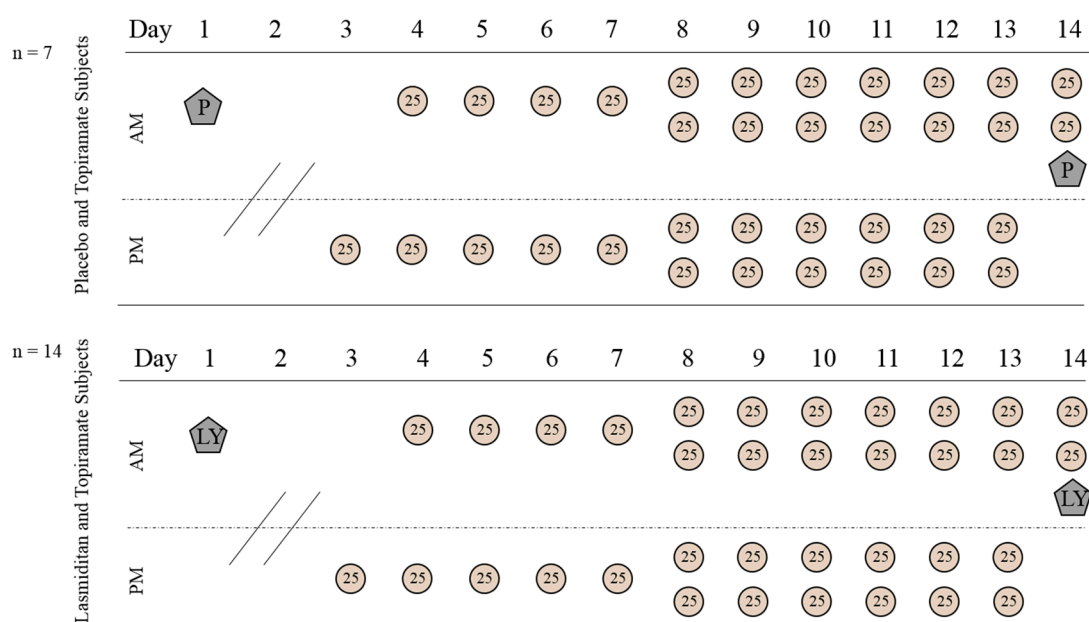 Day 1 2 3 4 5 6 7 8 9 10 11 12 13 14
n = 7
Placebo and Topiramate Subjects
AM
25 25 25 25 25 25 25 25 25 25 25
P
25 25 25 25 25 25 25
P
PM
25 25 25 25 25 25
25 25 25 25 25
25 25 25 25 25 25
Day 1 2 3 4 5 6 7 8 9 10 11 12 13 14
n = 14
Lasmiditan and Topiramate Subjects
AM
25 25 25 25 25 25 25 25 25 25 25
LY
25 25 25 25 25 25 25
LY
PM
25 25 25 25 25 25
25 25 25 25 25
25 25 25 25 25 25